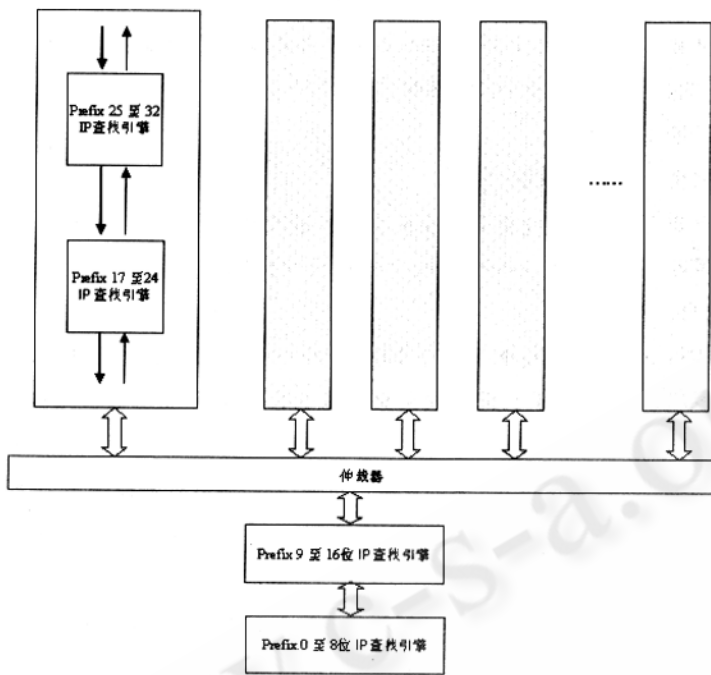 Prefix 25 至 32
IP 查找引擎
Prefix 17 至24
IP 查找引擎
……
仲裁器
Prefix 9 至 16位 IP 查找引擎
Prefix 0 至 8位 IP 查找引擎